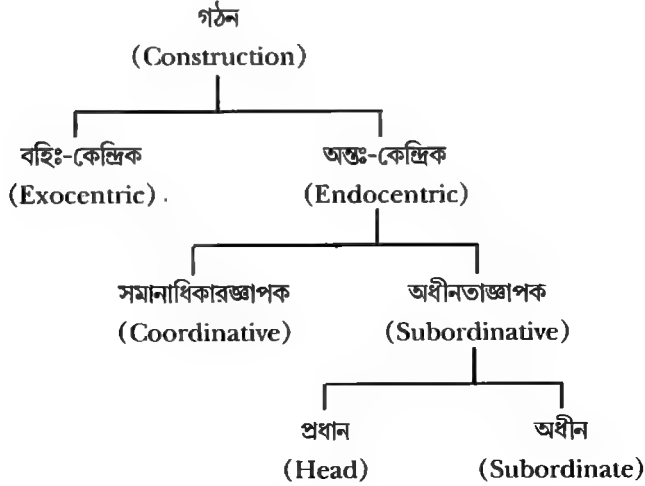 গঠন
(Construction)
বহিঃ-কেন্দ্রিক অন্তঃ-কেন্দ্রিক
(Exocentric) . (Endocentric)
সমানাধিকারজ্ঞাপক অধীনতাজ্ঞাপক
(Coordinative) (Subordinative)
প্রধান অধীন
(Head) (Subordinate)